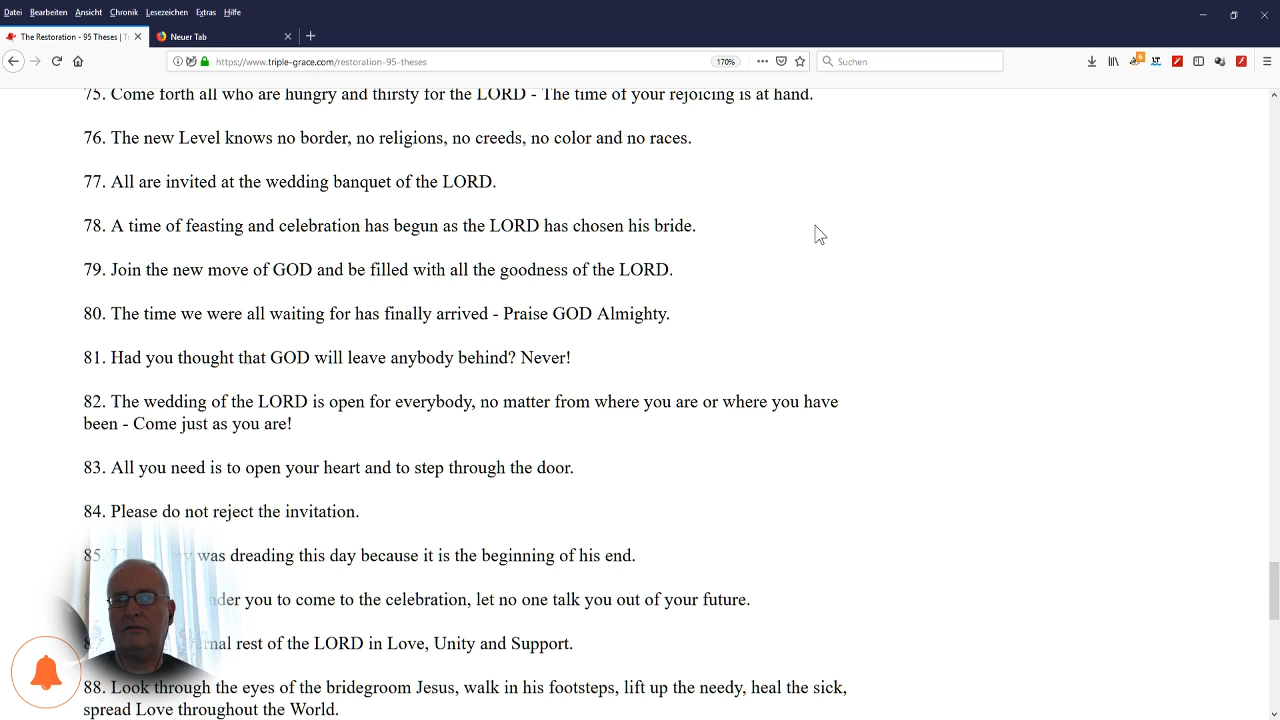 Datei Bearbeiten Ansicht Chronik Lesezeichen Extras Hilfe
The Restoration - 95 Theses | Tr
Neuer Tab
https://www.triple-grace.com/restoration-95-theses
170%
Suchen
6
75. Come forth all who are hungry and thirsty for the LORD - The time of your rejoicing is at hand.
76. The new Level knows no border, no religions, no creeds, no color and no races.
77. All are invited at the wedding banquet of the LORD.
78. A time of feasting and celebration has begun as the LORD has chosen his bride.
79. Join the new move of GOD and be filled with all the goodness of the LORD.
80. The time we were all waiting for has finally arrived - Praise GOD Almighty.
81. Had you thought that GOD will leave anybody behind? Never!
82. The wedding of the LORD is open for everybody, no matter from where you are or where you have
been - Come just as you are!
83. All you need is to open your heart and to step through the door.
84. Please do not reject the invitation.
85. was dreading this day because it is the beginning of his end.
you to come to the celebration, let no one talk you out of your future.
rest of the LORD in Love, Unity and Support.
88. Look through the eyes of the bridegroom Jesus, walk in his footsteps, lift up the needy, heal the sick,
spread Love throughout the World.